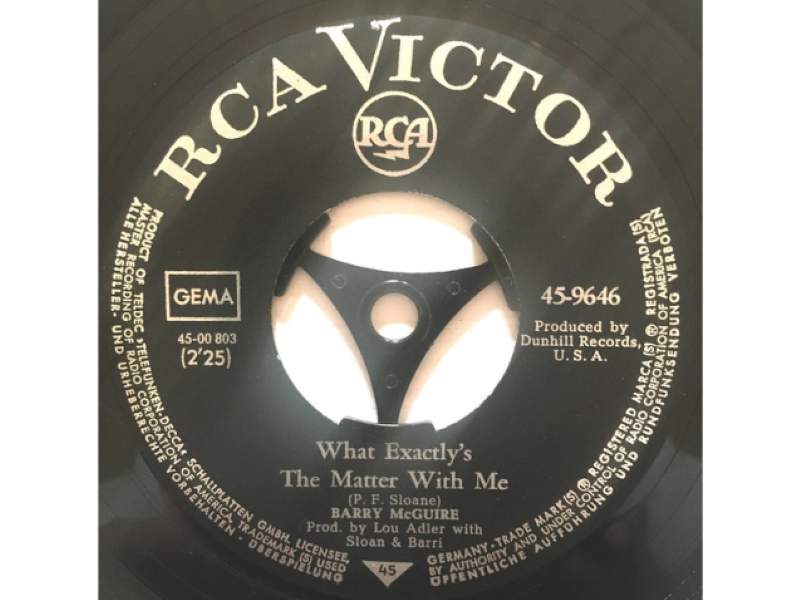 RCA VICTOR
RCA
GEMA
45-00 803
(2'25)
45-9646
Produced by
Dunhill Records,
U. S. A.
What Exactly's
The Matter With Me
(P. F. Sloane)
BARRY McGUIRE
Prod. by Lou Adler with
Sloan & Barri
45
PRODUCT OF TELDEC »TELEFUNKEN-DECCA« SCHALLPLATTEN GMBH. LICENSEE,
MASTER RECORDING OF RADIO CORPORATION OF AMERICA TRADEMARK (S) USED
ALLE HERSTELLER- UND URHEBERRECHTE VORBEHALTEN · ÜBERSPIELUNG
GERMANY · TRADE MARK(S) ® REGISTERED MARCA(S) ® REGISTRADA(S)
BY AUTHORITY AND UNDER CONTROL OF RADIO CORPORATION OF AMERICA (RCA)
ÖFFENTLICHE AUFFÜHRUNG UND RUNDFUNKSENDUNG VERBOTEN